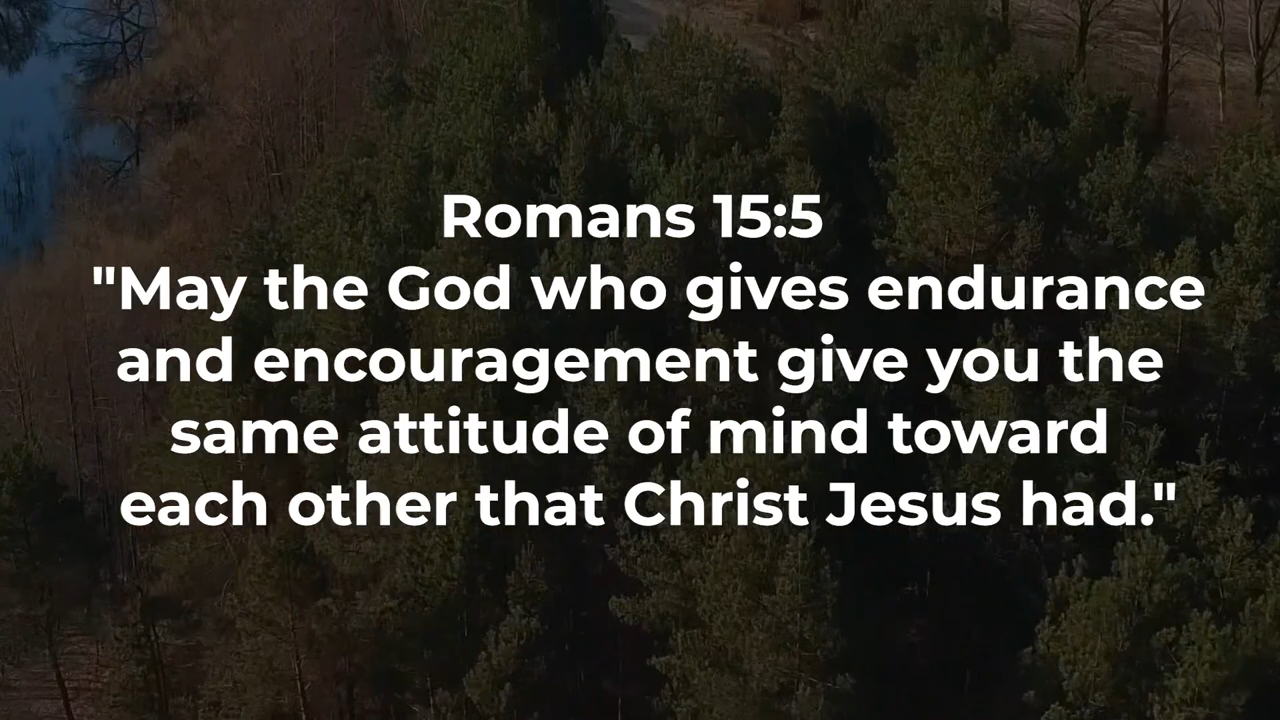 Romans 15:5
"May the God who gives endurance
and encouragement give you the
same attitude of mind toward
each other that Christ Jesus had."